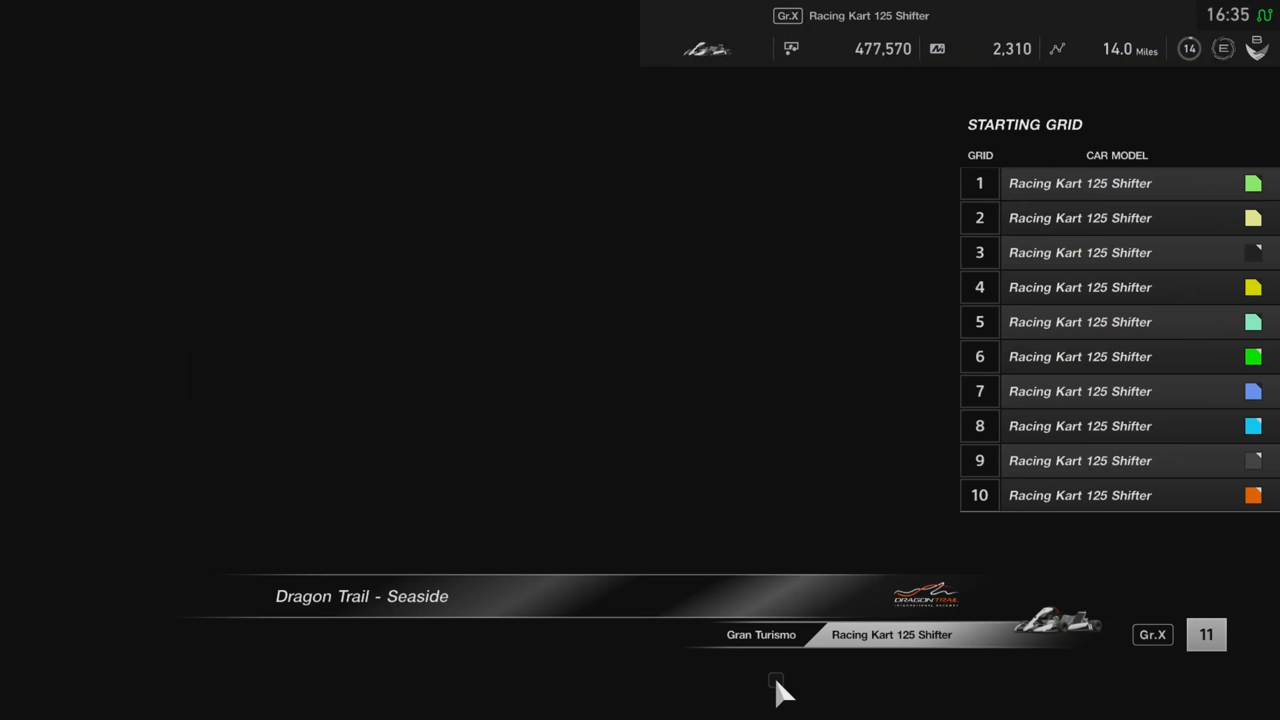 Gr.X Racing Kart 125 Shifter
16:35
477,570 2,310 14.0 Miles 14 E B
STARTING GRID
GRID CAR MODEL
1 Racing Kart 125 Shifter
2 Racing Kart 125 Shifter
3 Racing Kart 125 Shifter
4 Racing Kart 125 Shifter
5 Racing Kart 125 Shifter
6 Racing Kart 125 Shifter
7 Racing Kart 125 Shifter
8 Racing Kart 125 Shifter
9 Racing Kart 125 Shifter
10 Racing Kart 125 Shifter
Dragon Trail - Seaside
DRAGON TRAIL
INTERNATIONAL RACEWAY
Gran Turismo Racing Kart 125 Shifter Gr.X 11